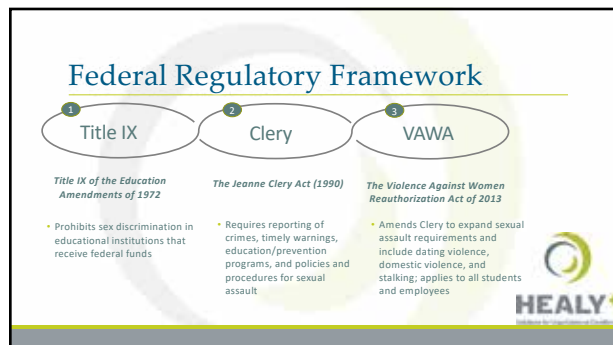 Federal Regulatory Framework
1
Title IX
2
Clery
3
VAWA
Title IX of the Education
Amendments of 1972
• Prohibits sex discrimination in
educational institutions that
receive federal funds
The Jeanne Clery Act (1990)
• Requires reporting of
crimes, timely warnings,
education/prevention
programs, and policies and
procedures for sexual
assault
The Violence Against Women
Reauthorization Act of 2013
• Amends Clery to expand sexual
assault requirements and
include dating violence,
domestic violence, and
stalking; applies to all students
and employees
HEALY+